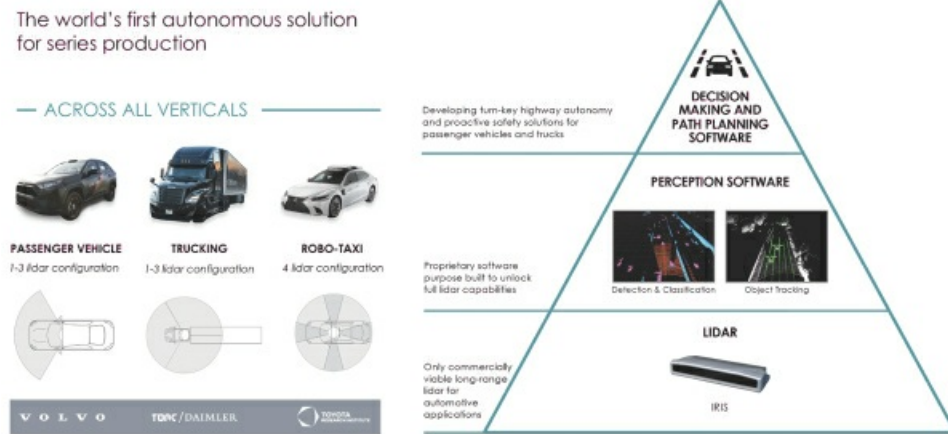 The world's first autonomous solution
for series production
ACROSS ALL VERTICALS
PASSENGER VEHICLE
1-3 lidar configuration
TRUCKING
1-3 lidar configuration
ROBO-TAXI
4 lidar configuration
VOLVO
TORC/DAIMLER
TOYOTA
RESEARCH INSTITUTE
Developing turn-key highway autonomy
and proactive safety solutions for
passenger vehicles and trucks
DECISION
MAKING AND
PATH PLANNING
SOFTWARE
PERCEPTION SOFTWARE
Detection & Classification
Object Tracking
Proprietary software
purpose built to unlock
full lidar capabilities
LIDAR
Only commercially
viable long-range
lidar for
automotive
applications
IRIS